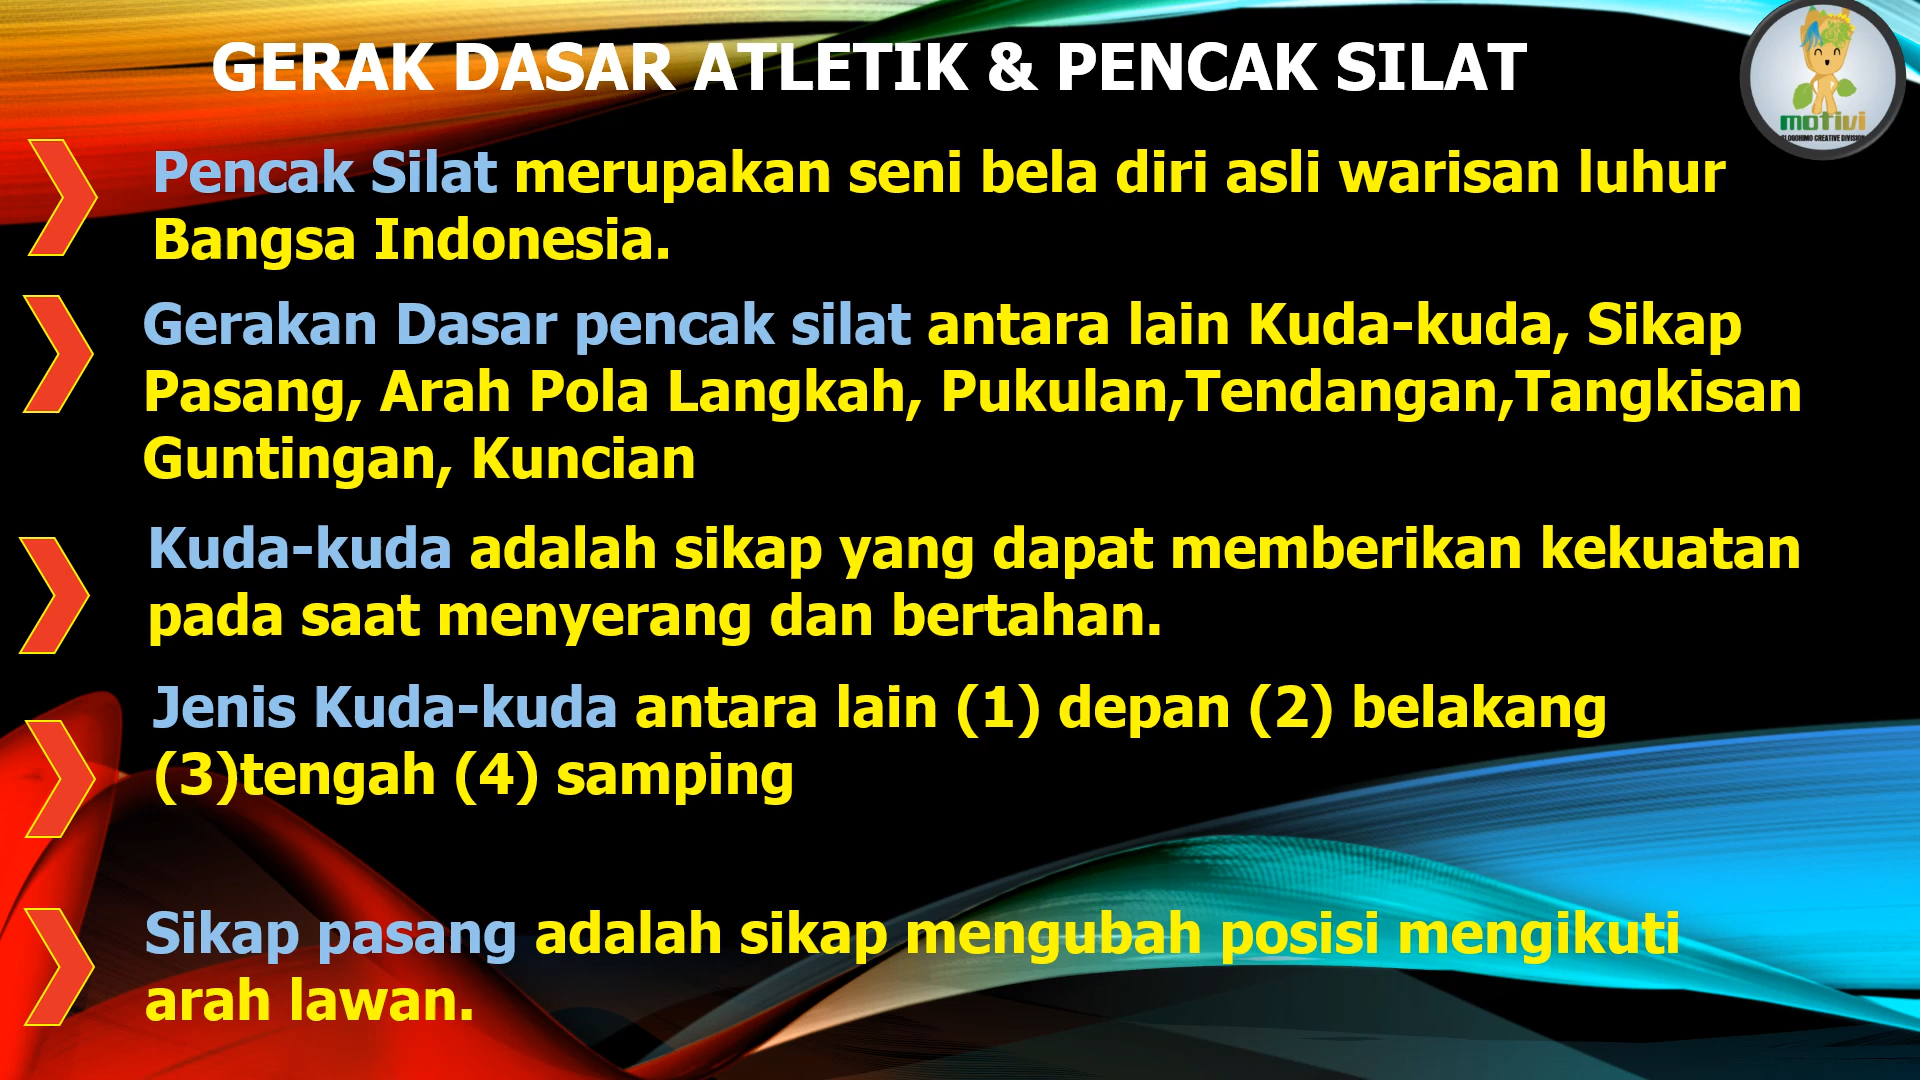 GERAK DASAR ATLETIK & PENCAK SILAT
motivi
SLOGOHIMO CREATIVE DIVISION
Pencak Silat merupakan seni bela diri asli warisan luhur
Bangsa Indonesia.
Gerakan Dasar pencak silat antara lain Kuda-kuda, Sikap
Pasang, Arah Pola Langkah, Pukulan,Tendangan,Tangkisan
Guntingan, Kuncian
Kuda-kuda adalah sikap yang dapat memberikan kekuatan
pada saat menyerang dan bertahan.
Jenis Kuda-kuda antara lain (1) depan (2) belakang
(3)tengah (4) samping
Sikap pasang adalah sikap mengubah posisi mengikuti
arah lawan.